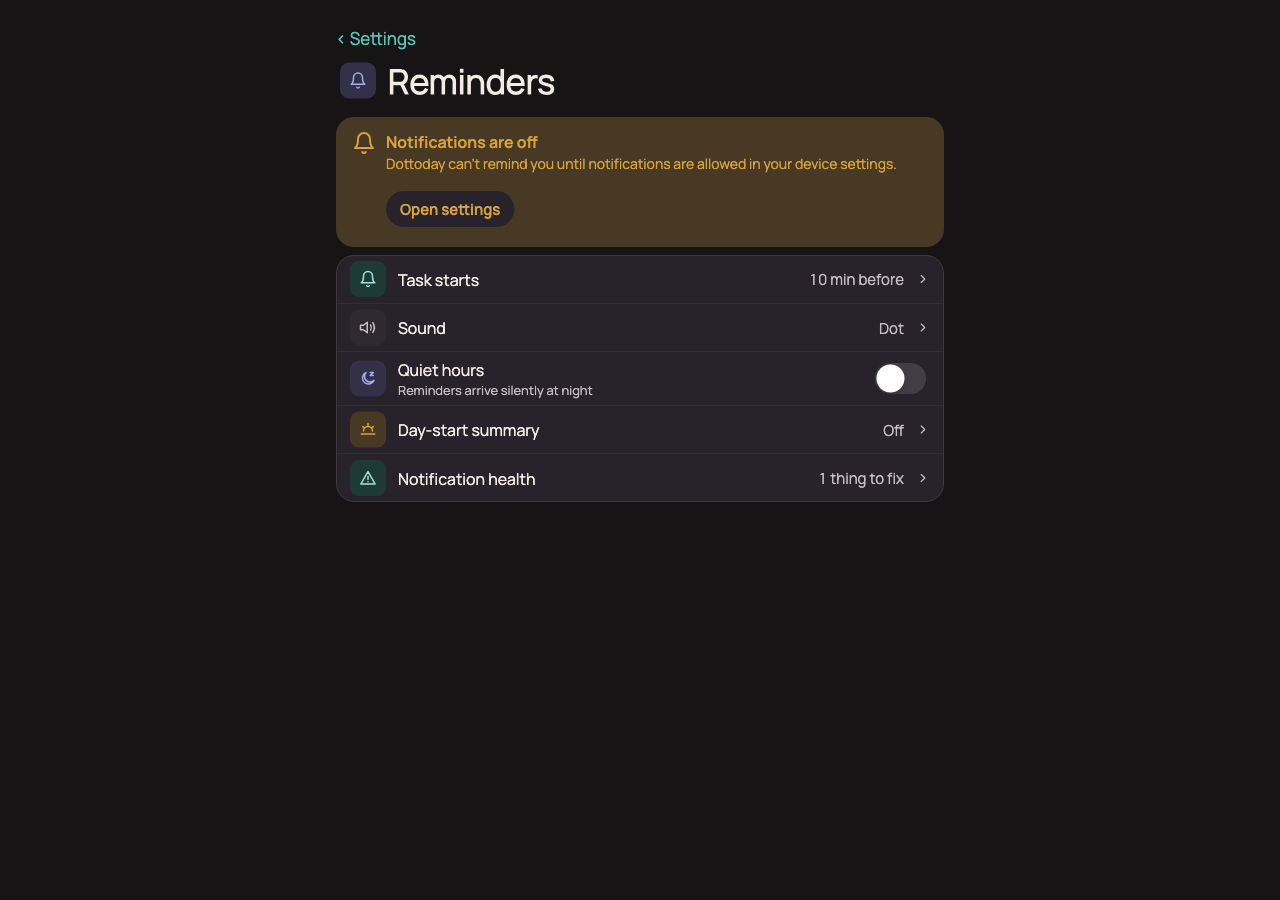 Settings
Reminders
Notifications are off
Dottoday can't remind you until notifications are allowed in your device settings.
Open settings
Task starts 10 min before
Sound Dot
Quiet hours
Reminders arrive silently at night
Day-start summary Off
Notification health 1 thing to fix